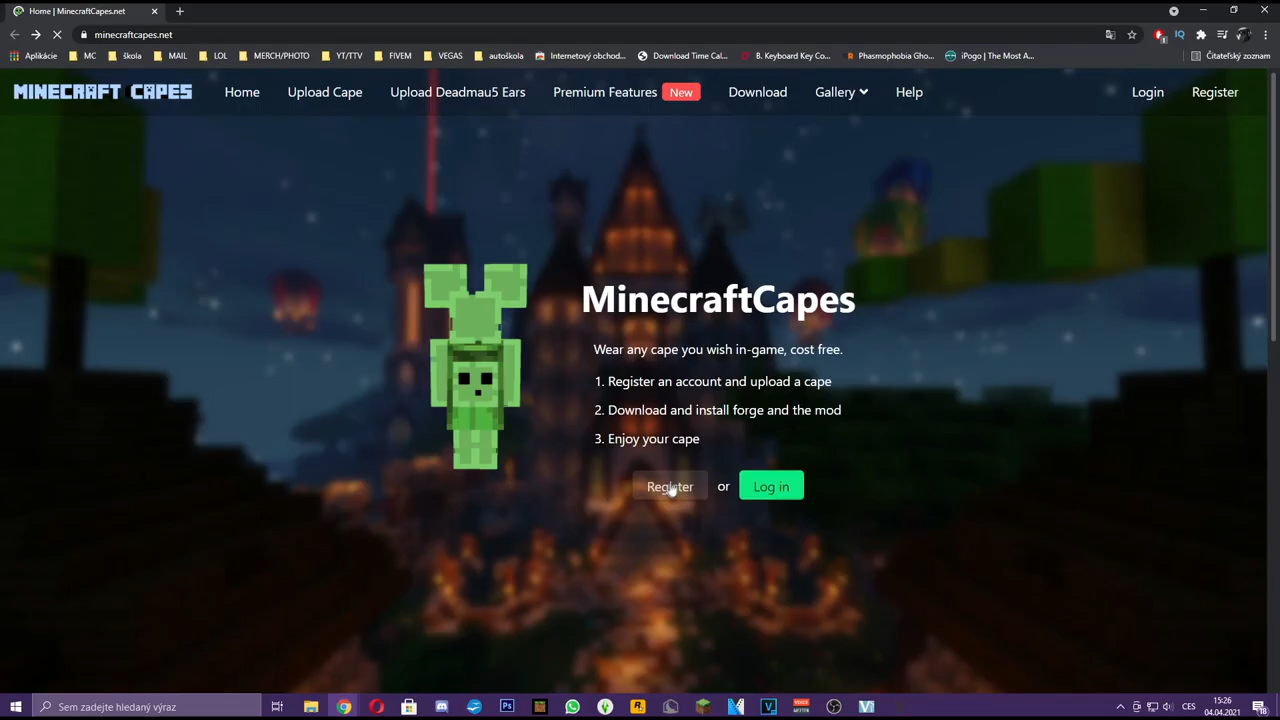 Home | MinecraftCapes.net
minecraftcapes.net
Aplikácie MC škola MAIL LOL MERCH/PHOTO YT/TTV FIVEM VEGAS autoškola Internetový obchod... Download Time Cal... B. Keyboard Key Co... Phasmophobia Gho... iPogo | The Most A... Čitateľský zoznam
MINECRAFT CAPES Home Upload Cape Upload Deadmau5 Ears Premium Features New Download Gallery Help Login Register
MinecraftCapes
Wear any cape you wish in-game, cost free.
1. Register an account and upload a cape
2. Download and install forge and the mod
3. Enjoy your cape
Register or Log in
Sem zadejte hledaný výraz
CES
15:26
04.04.2021